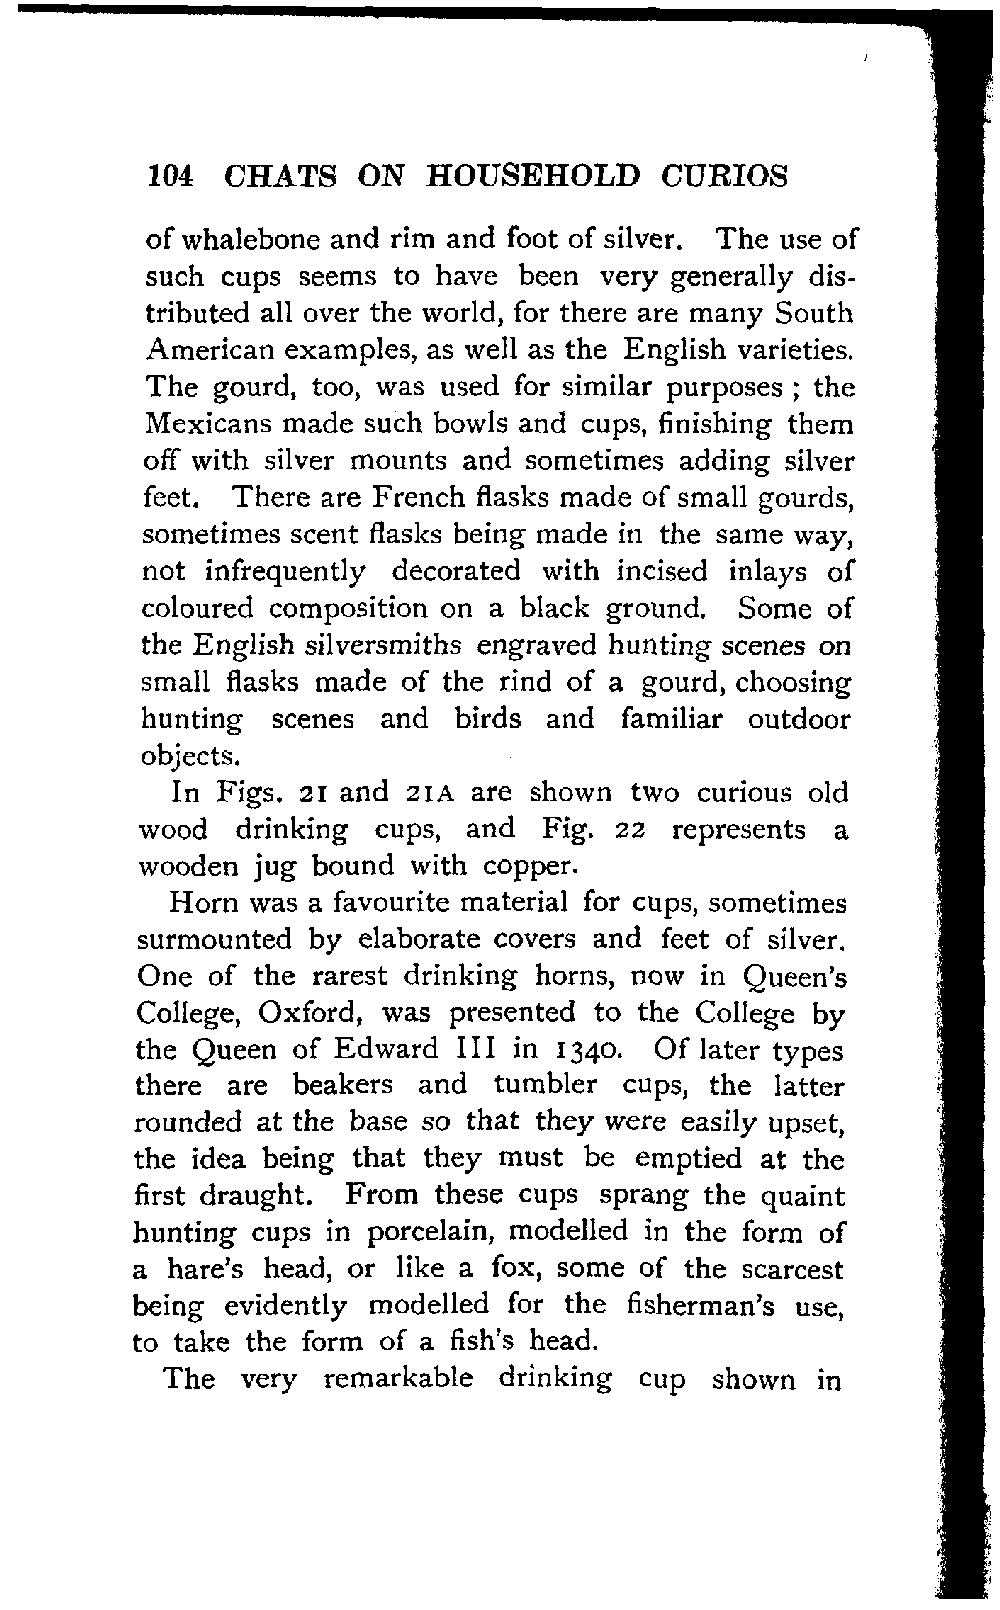 104 CHATS ON HOUSEHOLD CURIOS
of whalebone and rim and foot of silver. The use of
such cups seems to have been very generally dis-
tributed all over the world, for there are many South
American examples, as well as the English varieties.
The gourd, too, was used for similar purposes ; the
Mexicans made such bowls and cups, finishing them
off with silver mounts and sometimes adding silver
feet. There are French flasks made of small gourds,
sometimes scent flasks being made in the same way,
not infrequently decorated with incised inlays of
coloured composition on a black ground. Some of
the English silversmiths engraved hunting scenes on
small flasks made of the rind of a gourd, choosing
hunting scenes and birds and familiar outdoor
objects.
In Figs. 21 and 21A are shown two curious old
wood drinking cups, and Fig. 22 represents a
wooden jug bound with copper.
Horn was a favourite material for cups, sometimes
surmounted by elaborate covers and feet of silver.
One of the rarest drinking horns, now in Queen's
College, Oxford, was presented to the College by
the Queen of Edward III in 1340. Of later types
there are beakers and tumbler cups, the latter
rounded at the base so that they were easily upset,
the idea being that they must be emptied at the
first draught. From these cups sprang the quaint
hunting cups in porcelain, modelled in the form of
a hare's head, or like a fox, some of the scarcest
being evidently modelled for the fisherman's use,
to take the form of a fish's head.
The very remarkable drinking cup shown in